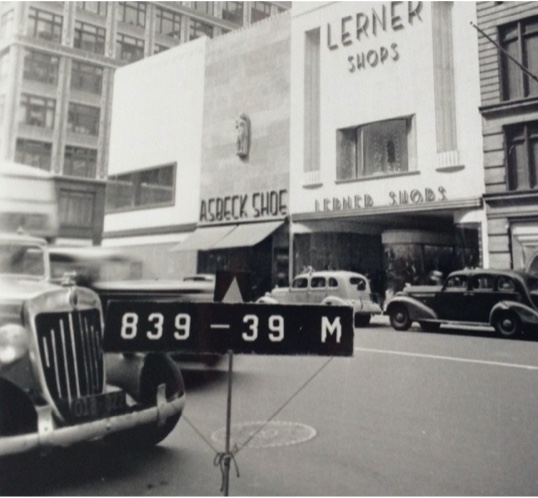 LERNER
SHOPS
ASBECK SHOE
LERNER SHOPS
839-39 M